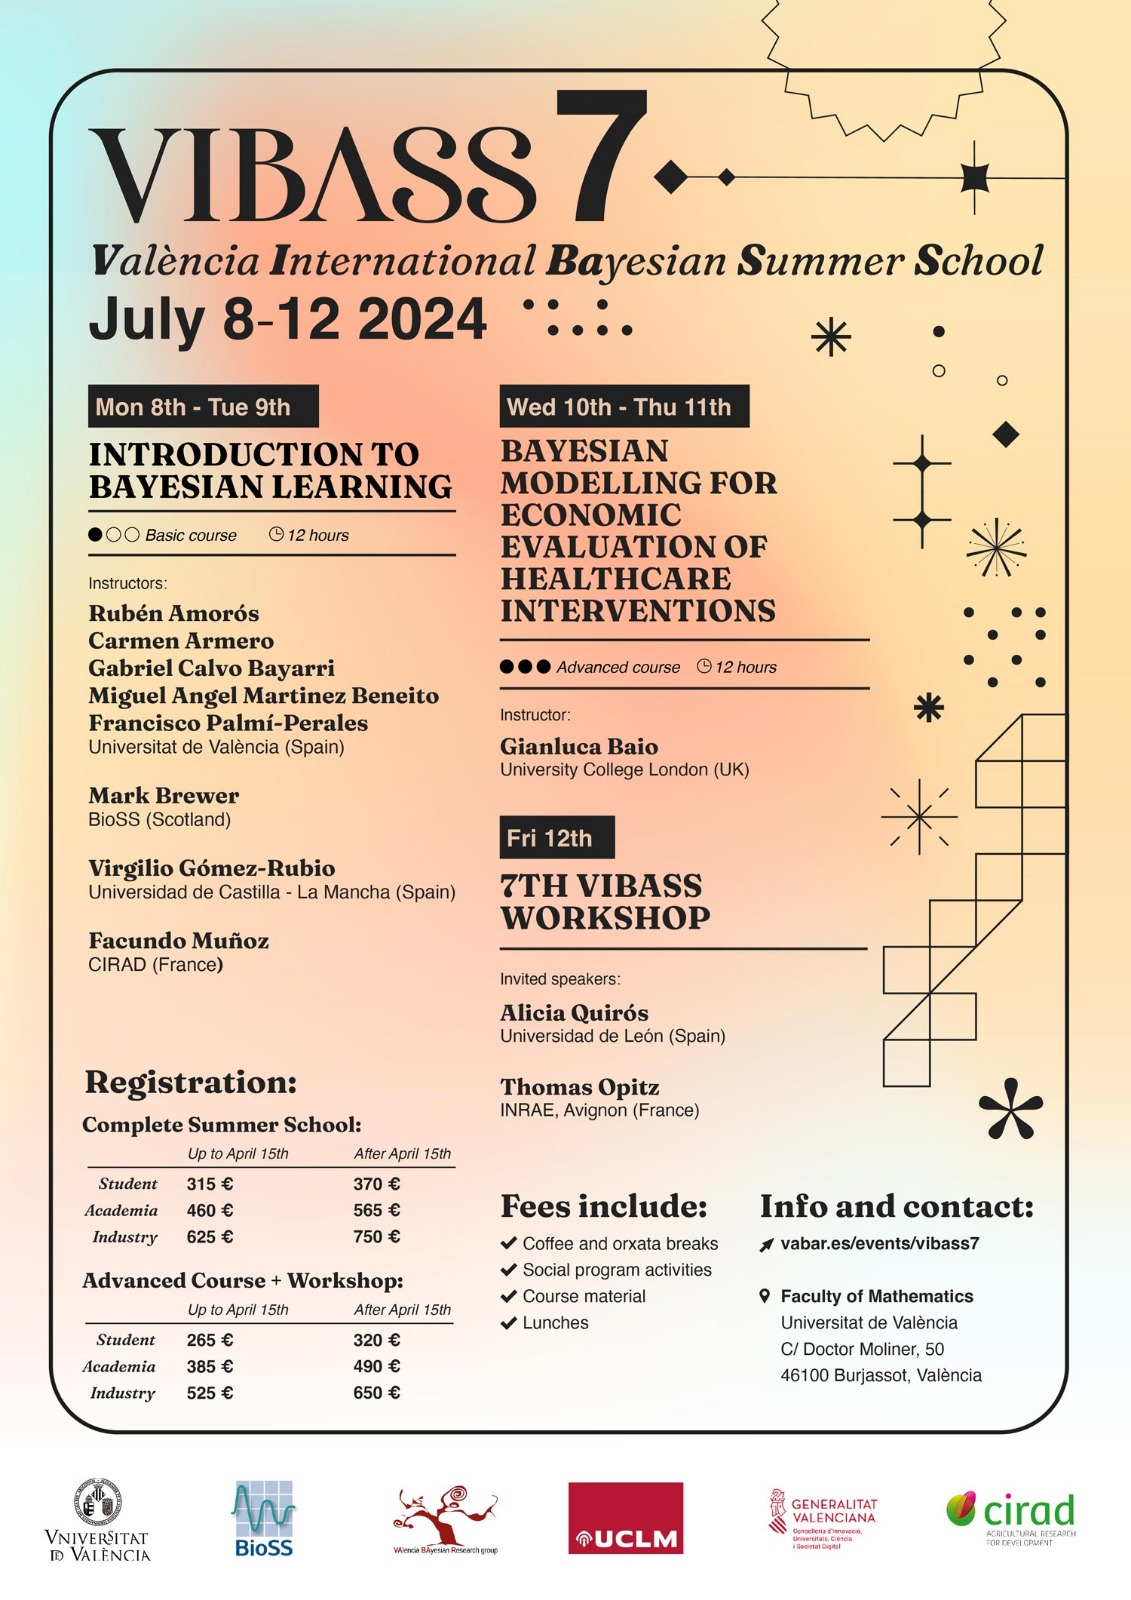 VIBASS 7
València International Bayesian Summer School
July 8-12 2024
Mon 8th - Tue 9th
INTRODUCTION TO
BAYESIAN LEARNING
Basic course 12 hours
Instructors:
Rubén Amorós
Carmen Armero
Gabriel Calvo Bayarri
Miguel Angel Martinez Beneito
Francisco Palmí-Perales
Universitat de València (Spain)
Mark Brewer
BioSS (Scotland)
Virgilio Gómez-Rubio
Universidad de Castilla - La Mancha (Spain)
Facundo Muñoz
CIRAD (France)
Wed 10th - Thu 11th
BAYESIAN
MODELLING FOR
ECONOMIC
EVALUATION OF
HEALTHCARE
INTERVENTIONS
Advanced course 12 hours
Instructor:
Gianluca Baio
University College London (UK)
Fri 12th
7TH VIBASS
WORKSHOP
Invited speakers:
Alicia Quirós
Universidad de León (Spain)
Thomas Opitz
INRAE, Avignon (France)
Registration:
Complete Summer School:
Up to April 15th After April 15th
Student 315 € 370 €
Academia 460 € 565 €
Industry 625 € 750 €
Advanced Course + Workshop:
Up to April 15th After April 15th
Student 265 € 320 €
Academia 385 € 490 €
Industry 525 € 650 €
Fees include:
Coffee and orxata breaks
Social program activities
Course material
Lunches
Info and contact:
vabar.es/events/vibass7
Faculty of Mathematics
Universitat de València
C/ Doctor Moliner, 50
46100 Burjassot, València
VNIVERSITAT
ID VALÈNCIA
BioSS
VAlencia BAyesian Research group
UCLM
GENERALITAT
VALENCIANA
Conselleria d'Innovació,
Universitats, Ciència
i Societat Digital
cirad
AGRICULTURAL RESEARCH
FOR DEVELOPMENT